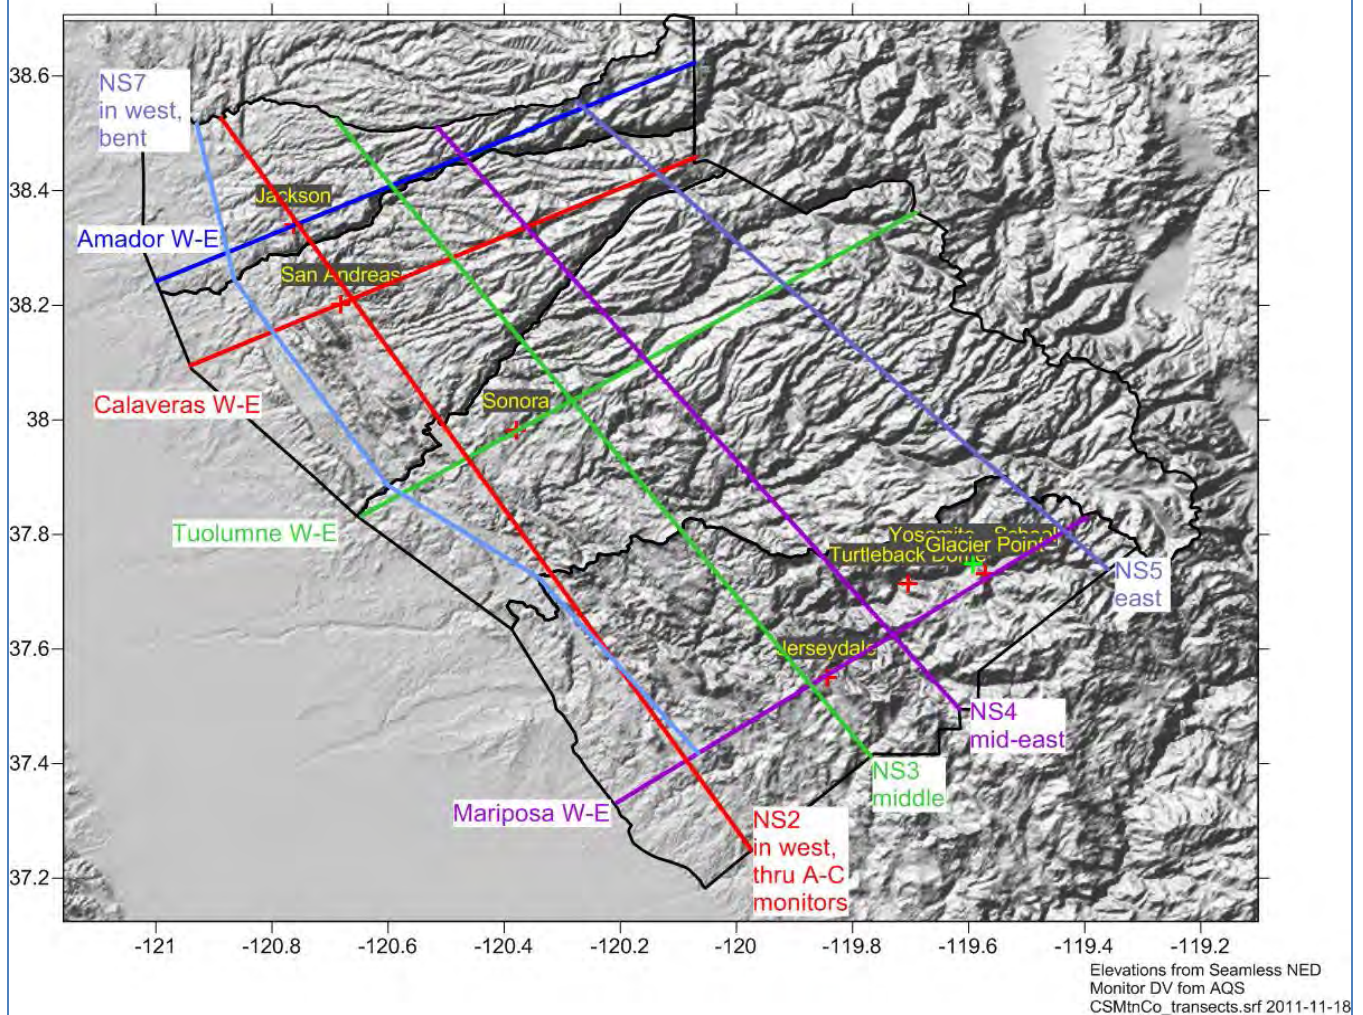 38.6
38.4
38.2
38
37.8
37.6
37.4
37.2
NS7
in west,
bent
Jackson
Amador W-E
San Andreas
Calaveras W-E
Sonora
Tuolumne W-E
Yosemite - School
Glacier Point
Turtleback Dome
NS5
east
Jerseydale
NS4
mid-east
NS3
middle
Mariposa W-E
NS2
in west,
thru A-C
monitors
-121
-120.8
-120.6
-120.4
-120.2
-120
-119.8
-119.6
-119.4
-119.2
Elevations from Seamless NED
Monitor DV fom AQS
CSMtnCo_transects.srf 2011-11-18